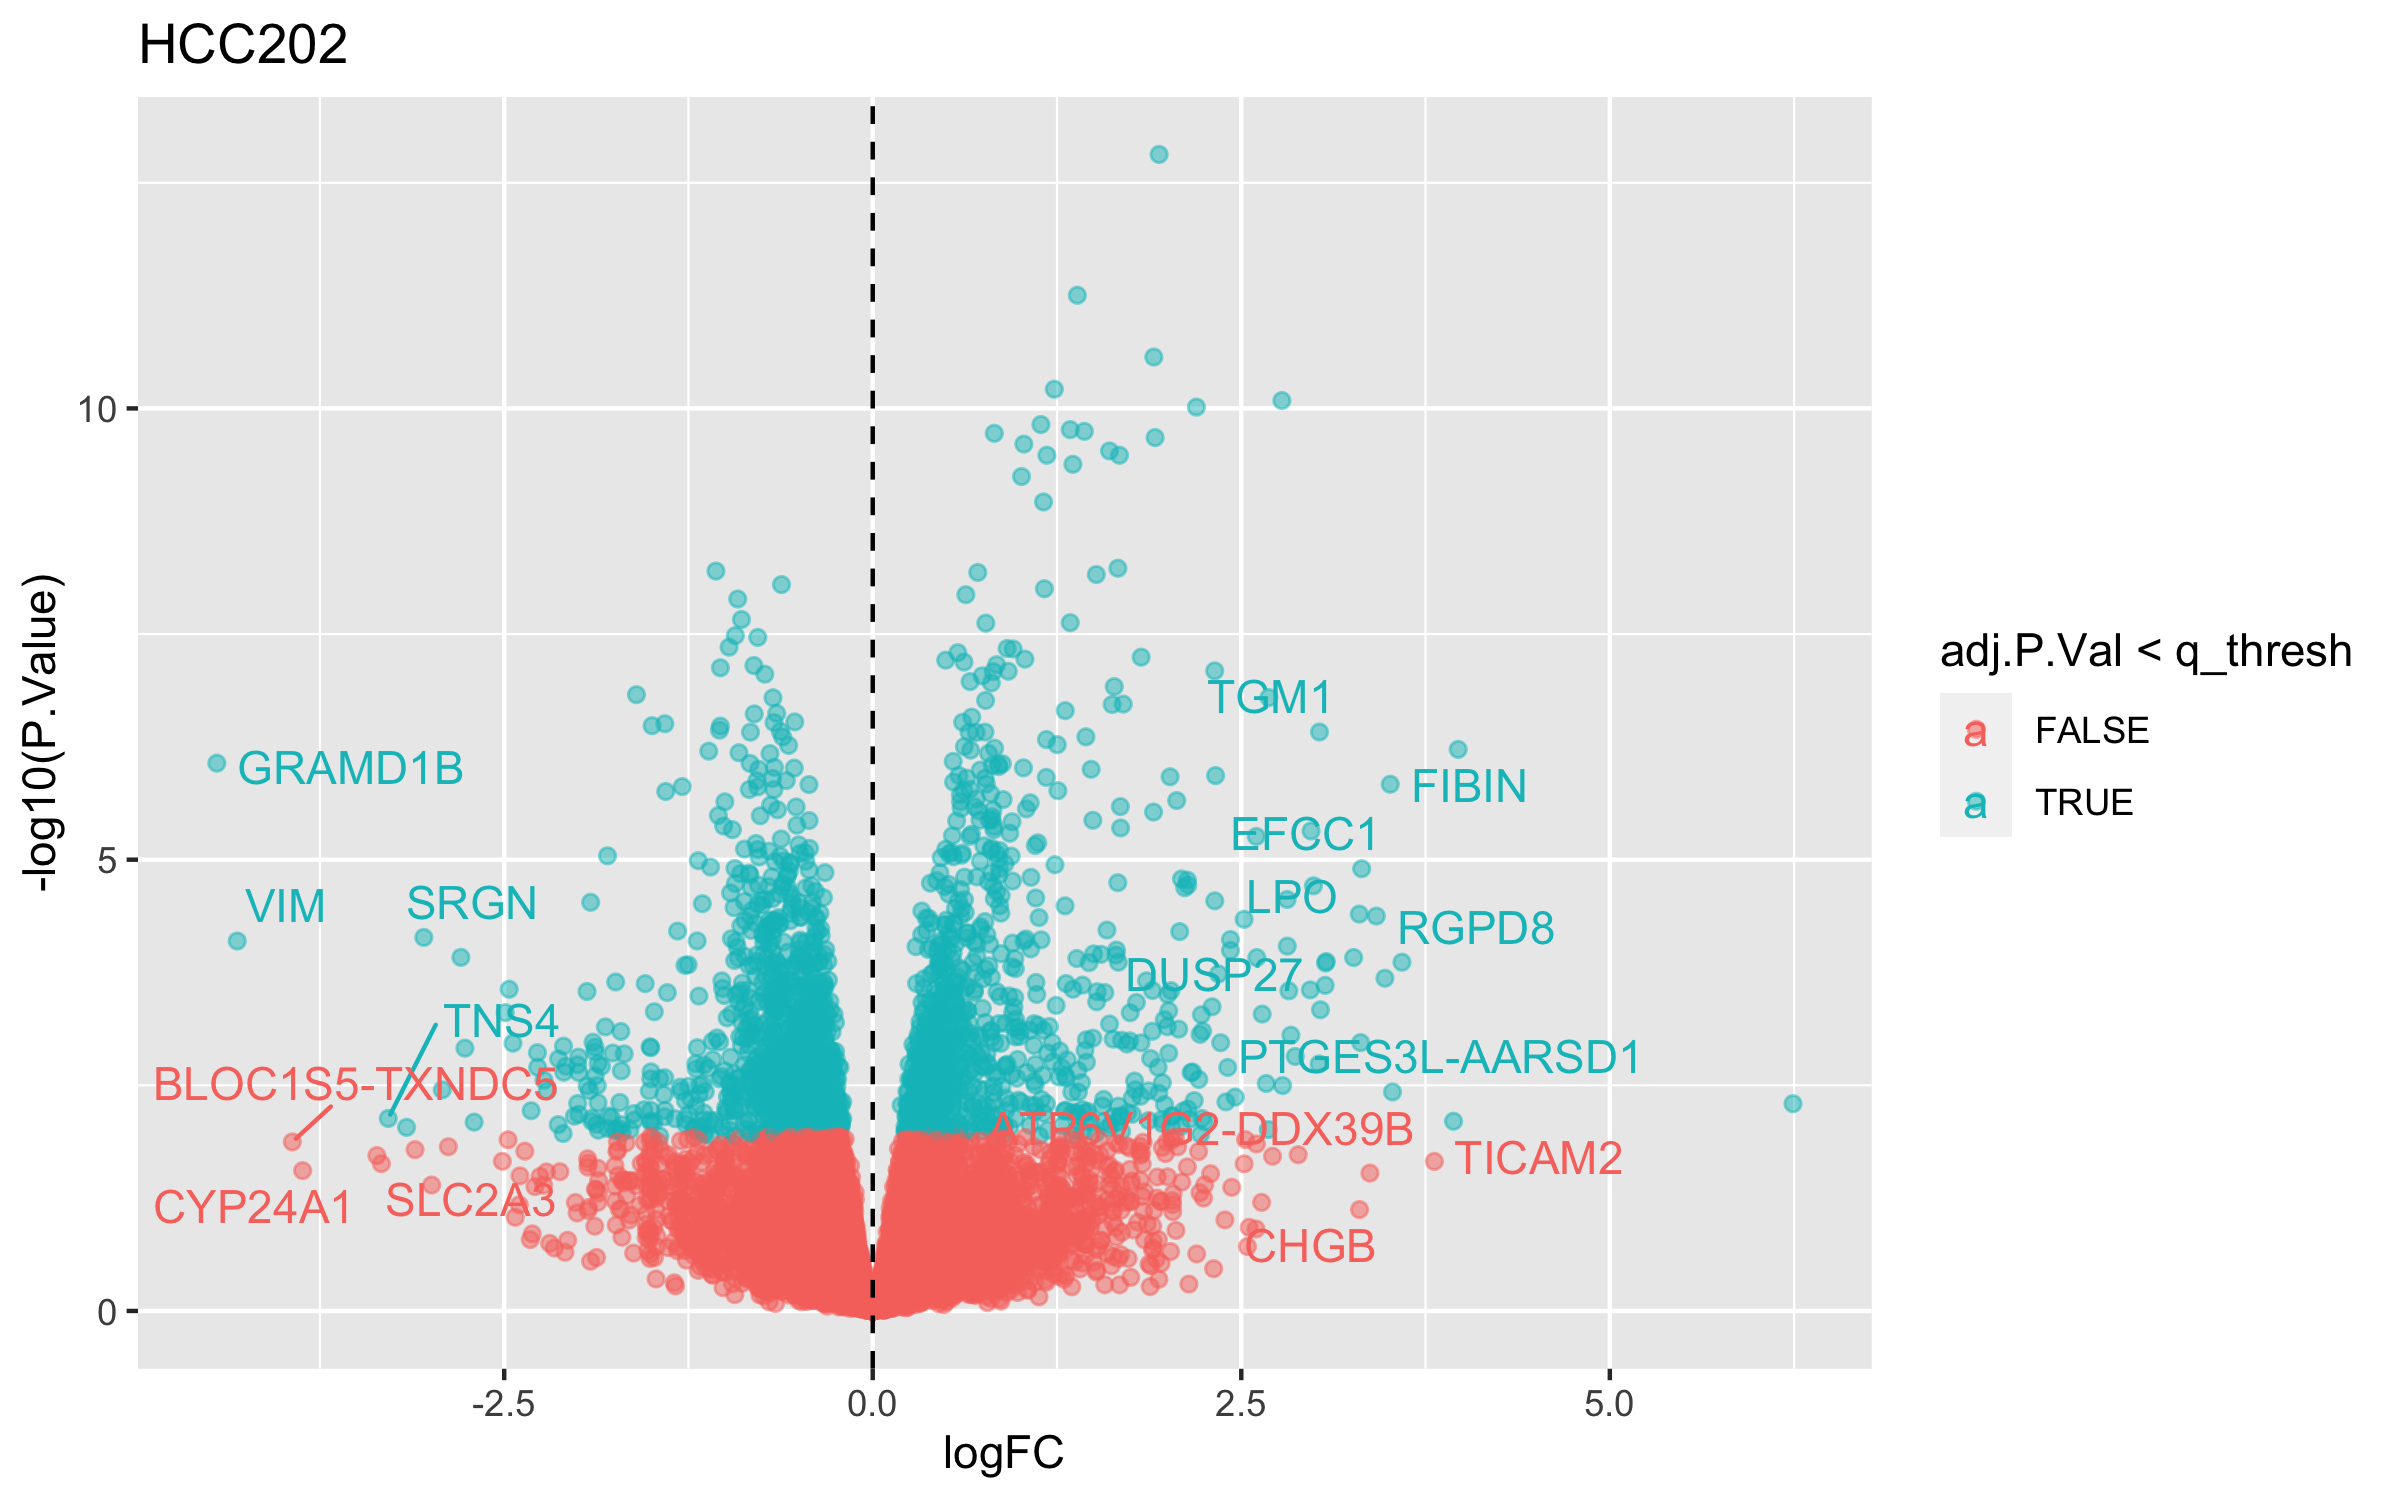 HCC202
-log10(P.Value)
10
5
0
TGM1
GRAMD1B
FIBIN
EFCC1
VIM
SRGN
LPO
RGPD8
DUSP27
TNS4
PTGES3L-AARSD1
BLOC1S5-TXNDC5
ATP6V1G2-DDX39B
TICAM2
CYP24A1
SLC2A3
CHGB
-2.5
0.0
2.5
5.0
logFC
adj.P.Val < q_thresh
a FALSE
a TRUE